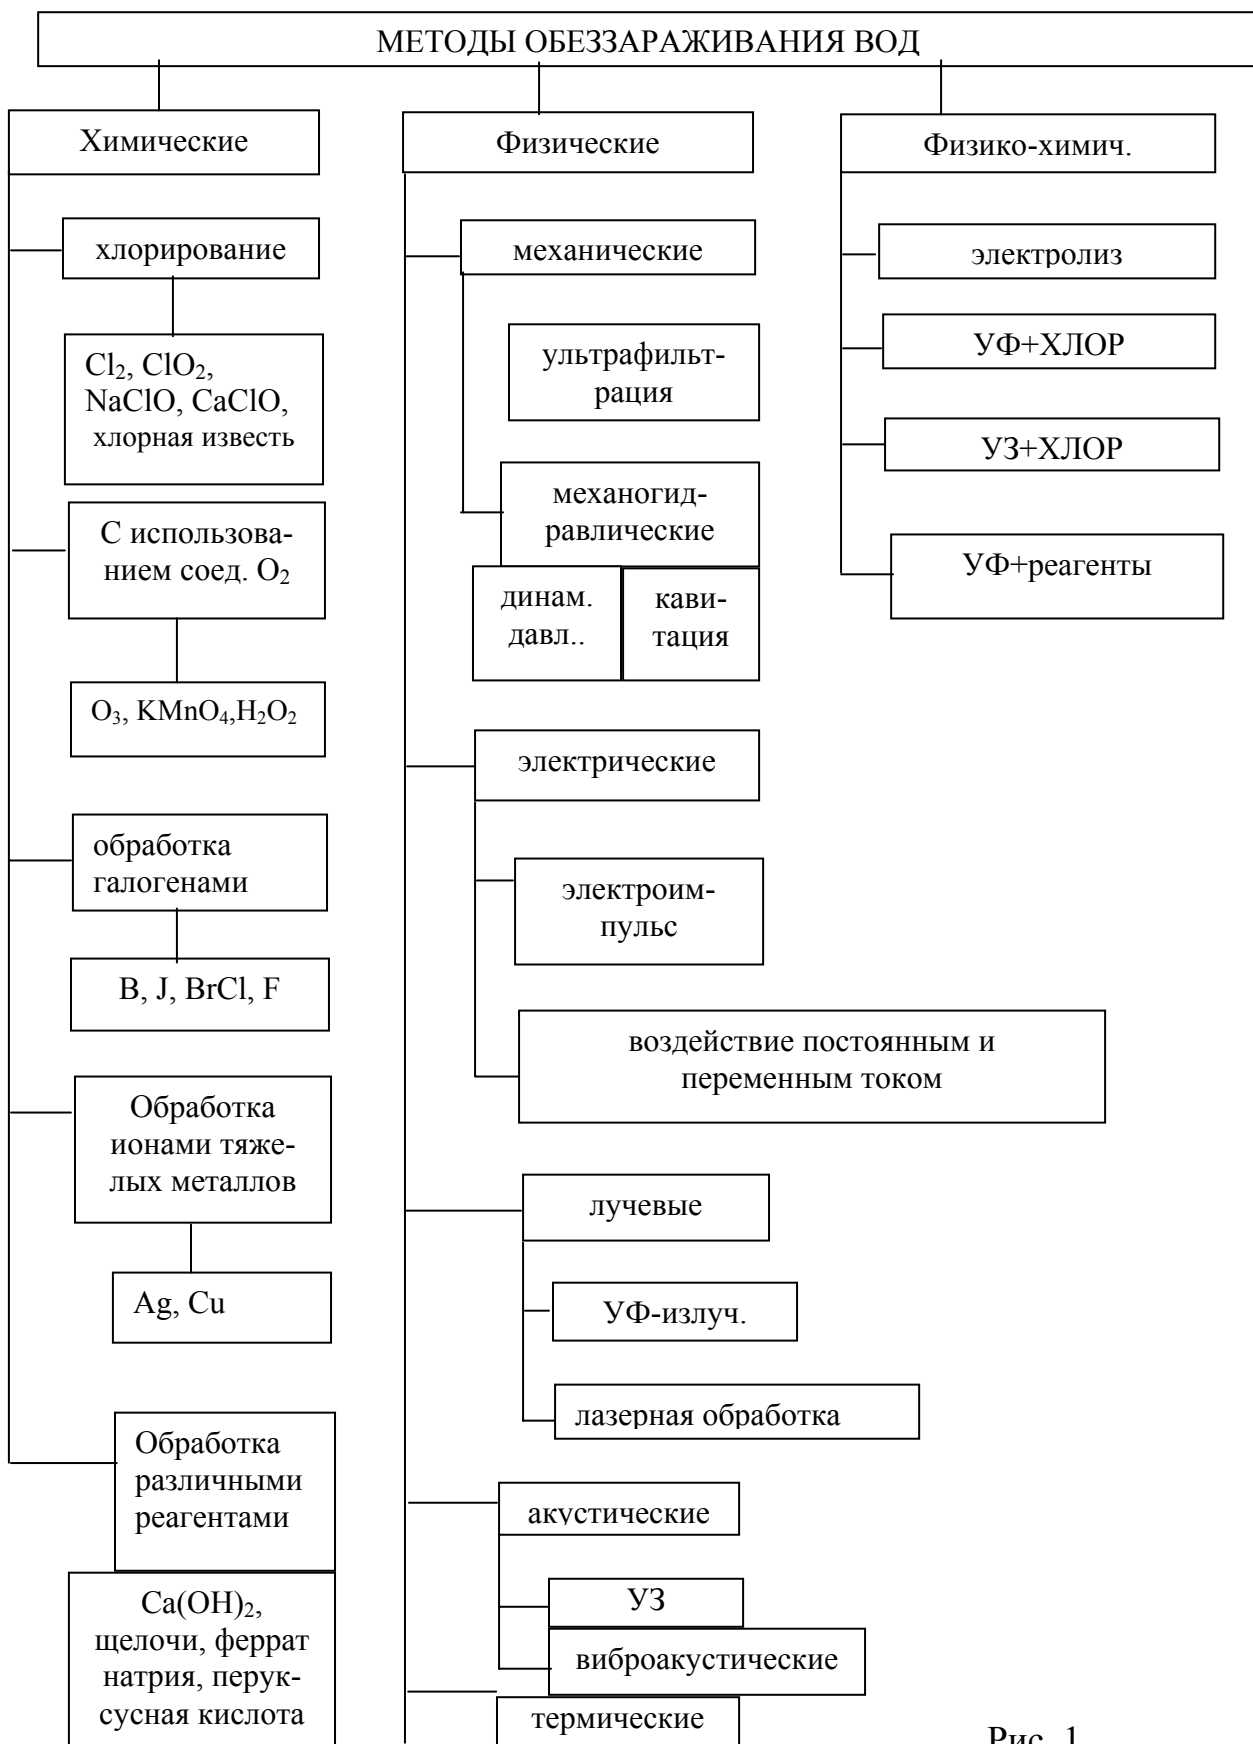 МЕТОДЫ ОБЕЗЗАРАЖИВАНИЯ ВОД
Химические
хлорирование
Cl₂, ClO₂,
NaClO, CaClO,
хлорная известь
С использова-
нием соед. O₂
O₃, KMnO₄,H₂O₂
обработка
галогенами
B, J, BrCl, F
Обработка
ионами тяже-
лых металлов
Ag, Cu
Обработка
различными
реагентами
Ca(OH)₂,
щелочи, феррат
натрия, перук-
сусная кислота
Физические
механические
ультрафильт-
рация
механогид-
равлические
динам.
давл..
кави-
тация
электрические
электроим-
пульс
воздействие постоянным и
переменным током
лучевые
УФ-излуч.
лазерная обработка
акустические
УЗ
виброакустические
термические
Физико-химич.
электролиз
УФ+ХЛОР
УЗ+ХЛОР
УФ+реагенты
Рис. 1